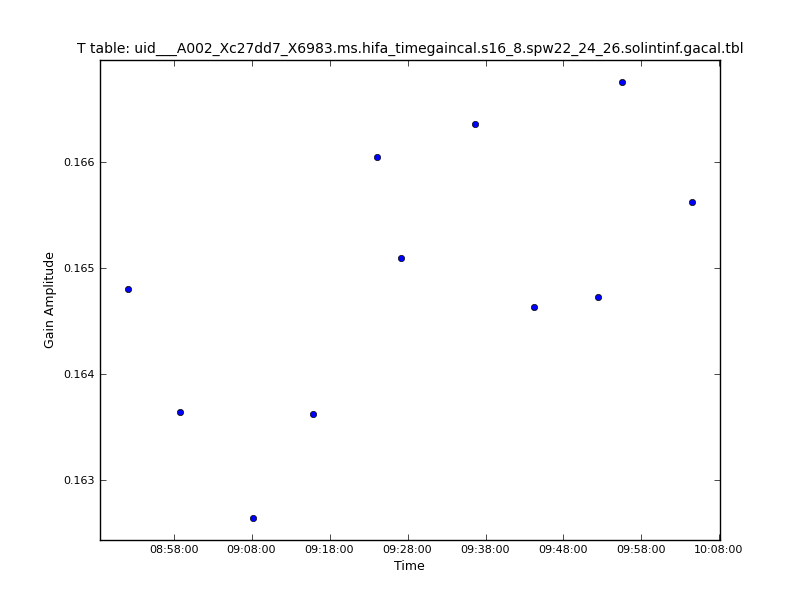 T table: uid___A002_Xc27dd7_X6983.ms.hifa_timegaincal.s16_8.spw22_24_26.solintinf.gacal.tbl
0.166
0.165
0.164
0.163
Gain Amplitude
08:58:00 09:08:00 09:18:00 09:28:00 09:38:00 09:48:00 09:58:00 10:08:00
Time